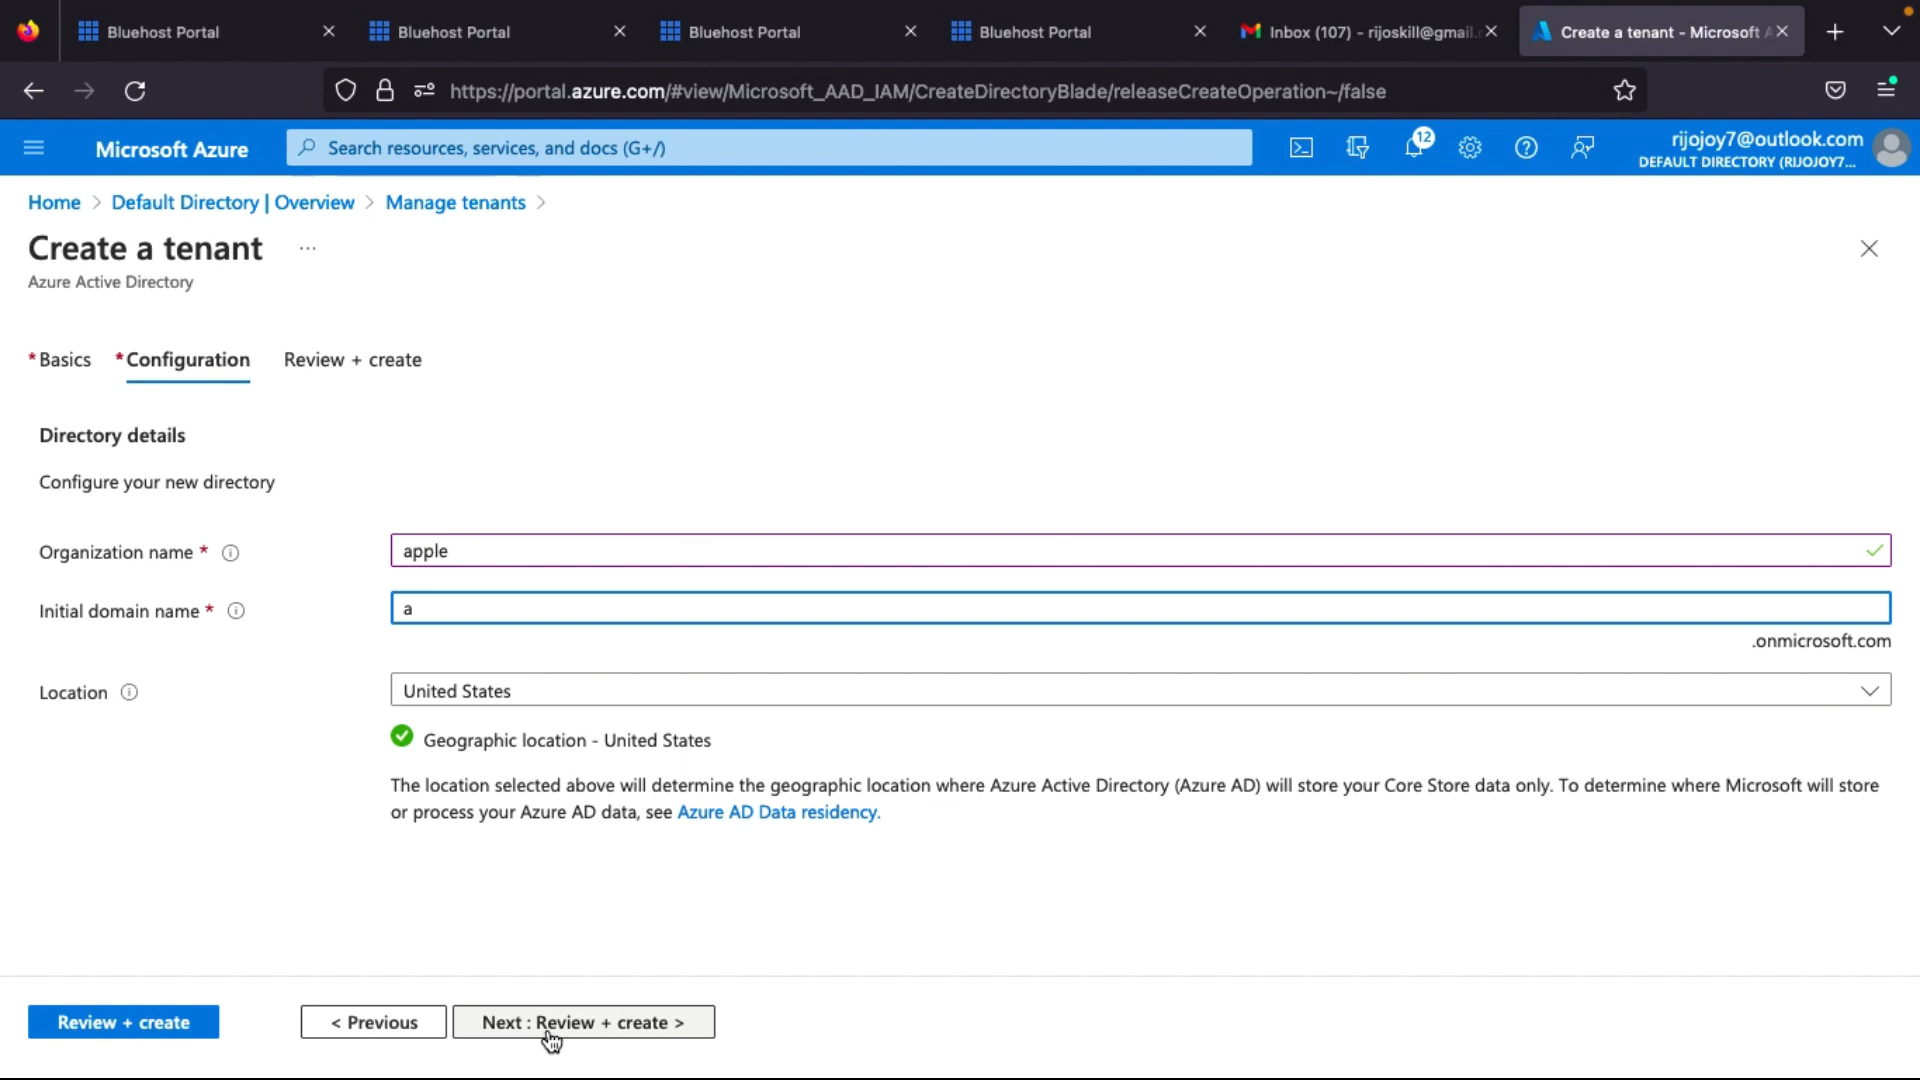 Bluehost Portal
Bluehost Portal
Bluehost Portal
Bluehost Portal
Inbox (107) - rijoskill@gmail.c
Create a tenant - Microsoft A
https://portal.azure.com/#view/Microsoft_AAD_IAM/CreateDirectoryBlade/releaseCreateOperation~/false
Microsoft Azure
Search resources, services, and docs (G+/)
12
rijojoy7@outlook.com
DEFAULT DIRECTORY (RIJOJOY7...
Home > Default Directory | Overview > Manage tenants >
Create a tenant ...
Azure Active Directory
* Basics * Configuration Review + create
Directory details
Configure your new directory
Organization name *
apple
Initial domain name *
a
.onmicrosoft.com
Location
United States
Geographic location - United States
The location selected above will determine the geographic location where Azure Active Directory (Azure AD) will store your Core Store data only. To determine where Microsoft will store
or process your Azure AD data, see Azure AD Data residency.
Review + create
< Previous
Next : Review + create >